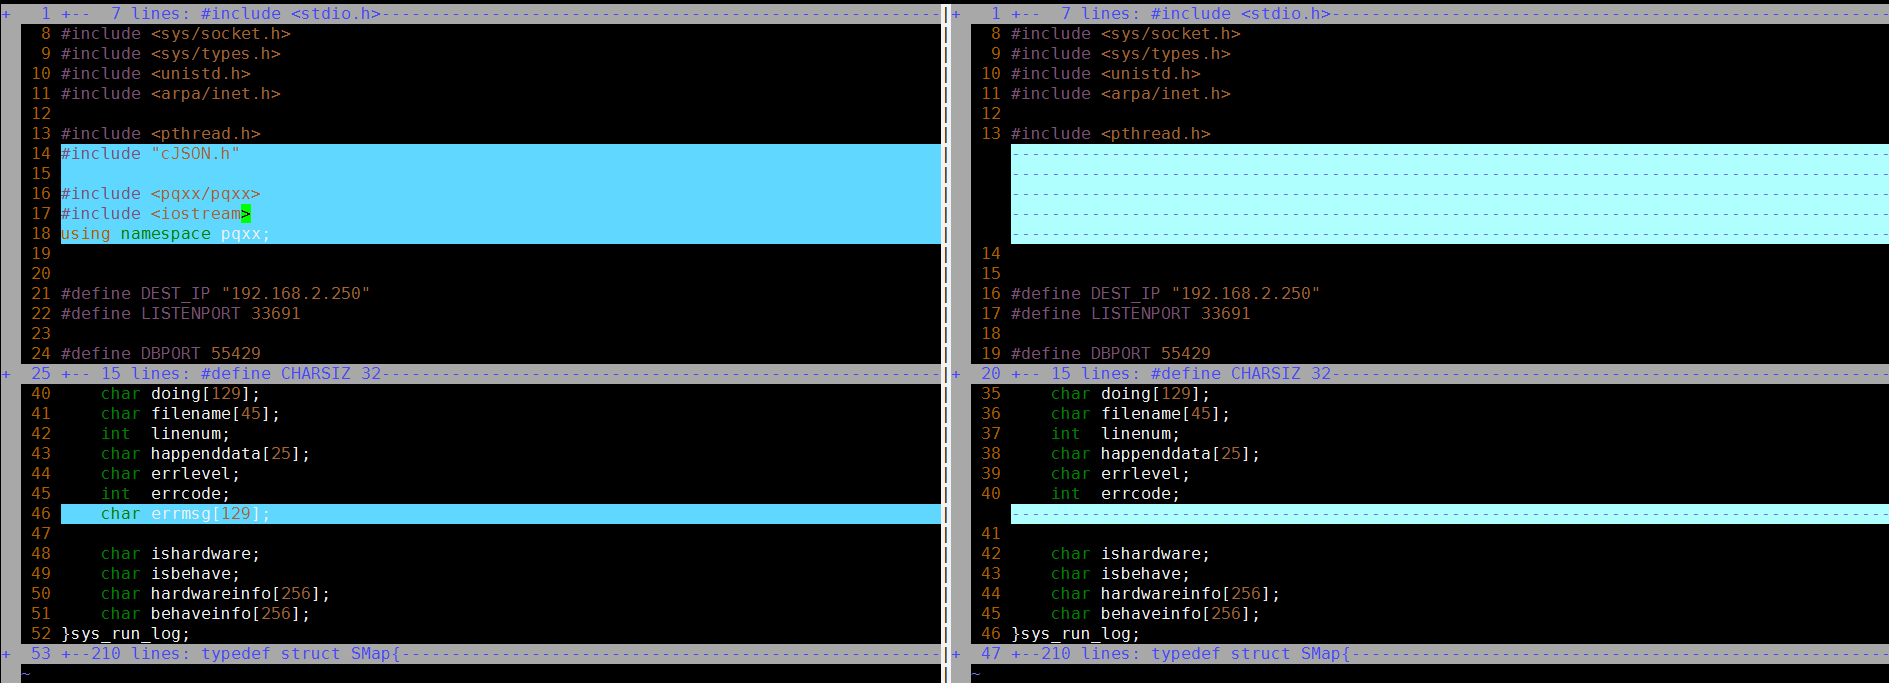 +   1 +--  7 lines: #include <stdio.h>
8 #include <sys/socket.h>
9 #include <sys/types.h>
10 #include <unistd.h>
11 #include <arpa/inet.h>
12
13 #include <pthread.h>
14 #include "cJSON.h"
15
16 #include <pqxx/pqxx>
17 #include <iostream>
18 using namespace pqxx;
19
20
21 #define DEST_IP "192.168.2.250"
22 #define LISTENPORT 33691
23
24 #define DBPORT 55429
+  25 +-- 15 lines: #define CHARSIZ 32
40     char doing[129];
41     char filename[45];
42     int  linenum;
43     char happenddata[25];
44     char errlevel;
45     int  errcode;
46     char errmsg[129];
47
48     char ishardware;
49     char isbehave;
50     char hardwareinfo[256];
51     char behaveinfo[256];
52 }sys_run_log;
+  53 +--210 lines: typedef struct SMap{
~
+   1 +--  7 lines: #include <stdio.h>
8 #include <sys/socket.h>
9 #include <sys/types.h>
10 #include <unistd.h>
11 #include <arpa/inet.h>
12
13 #include <pthread.h>
14
15
16 #define DEST_IP "192.168.2.250"
17 #define LISTENPORT 33691
18
19 #define DBPORT 55429
+  20 +-- 15 lines: #define CHARSIZ 32
35     char doing[129];
36     char filename[45];
37     int  linenum;
38     char happenddata[25];
39     char errlevel;
40     int  errcode;
41
42     char ishardware;
43     char isbehave;
44     char hardwareinfo[256];
45     char behaveinfo[256];
46 }sys_run_log;
+  47 +--210 lines: typedef struct SMap{
~